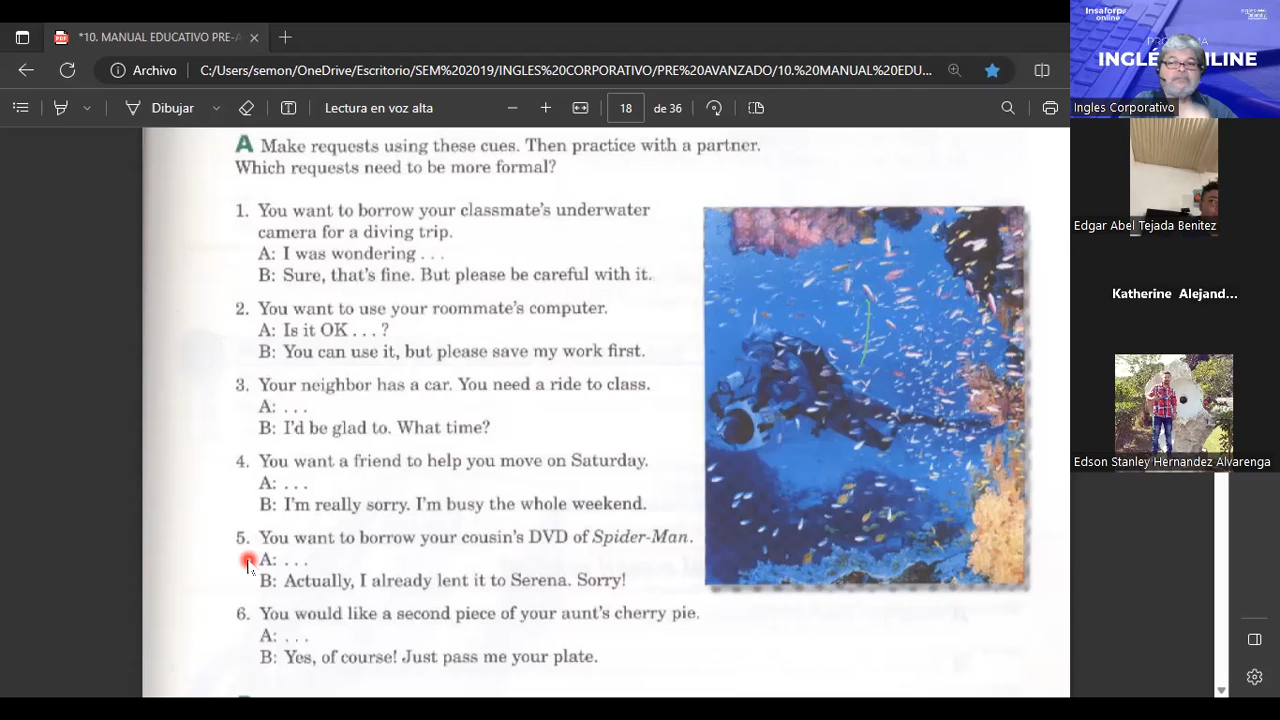 *10. MANUAL EDUCATIVO PRE-A
Archivo
C:/Users/semon/OneDrive/Escritorio/SEM%20%2019/INGLES%20CORPORATIVO/PRE%20AVANZADO/10.%20MANUAL%20EDU...
Dibujar
Lectura en voz alta
18
de 36
A Make requests using these cues. Then practice with a partner.
Which requests need to be more formal?
1. You want to borrow your classmate's underwater
camera for a diving trip.
A: I was wondering . . .
B: Sure, that's fine. But please be careful with it.
2. You want to use your roommate's computer.
A: Is it OK . . . ?
B: You can use it, but please save my work first.
3. Your neighbor has a car. You need a ride to class.
A: . . .
B: I'd be glad to. What time?
4. You want a friend to help you move on Saturday.
A: . . .
B: I'm really sorry. I'm busy the whole weekend.
5. You want to borrow your cousin's DVD of Spider-Man.
A: . . .
B: Actually, I already lent it to Serena. Sorry!
6. You would like a second piece of your aunt's cherry pie.
A: . . .
B: Yes, of course! Just pass me your plate.
Insaforp
online
INGLÉ
NLINE
Ingles Corporativo
Edgar Abel Tejada Benitez
Katherine Alejand...
Edson Stanley Hernandez Alvarenga